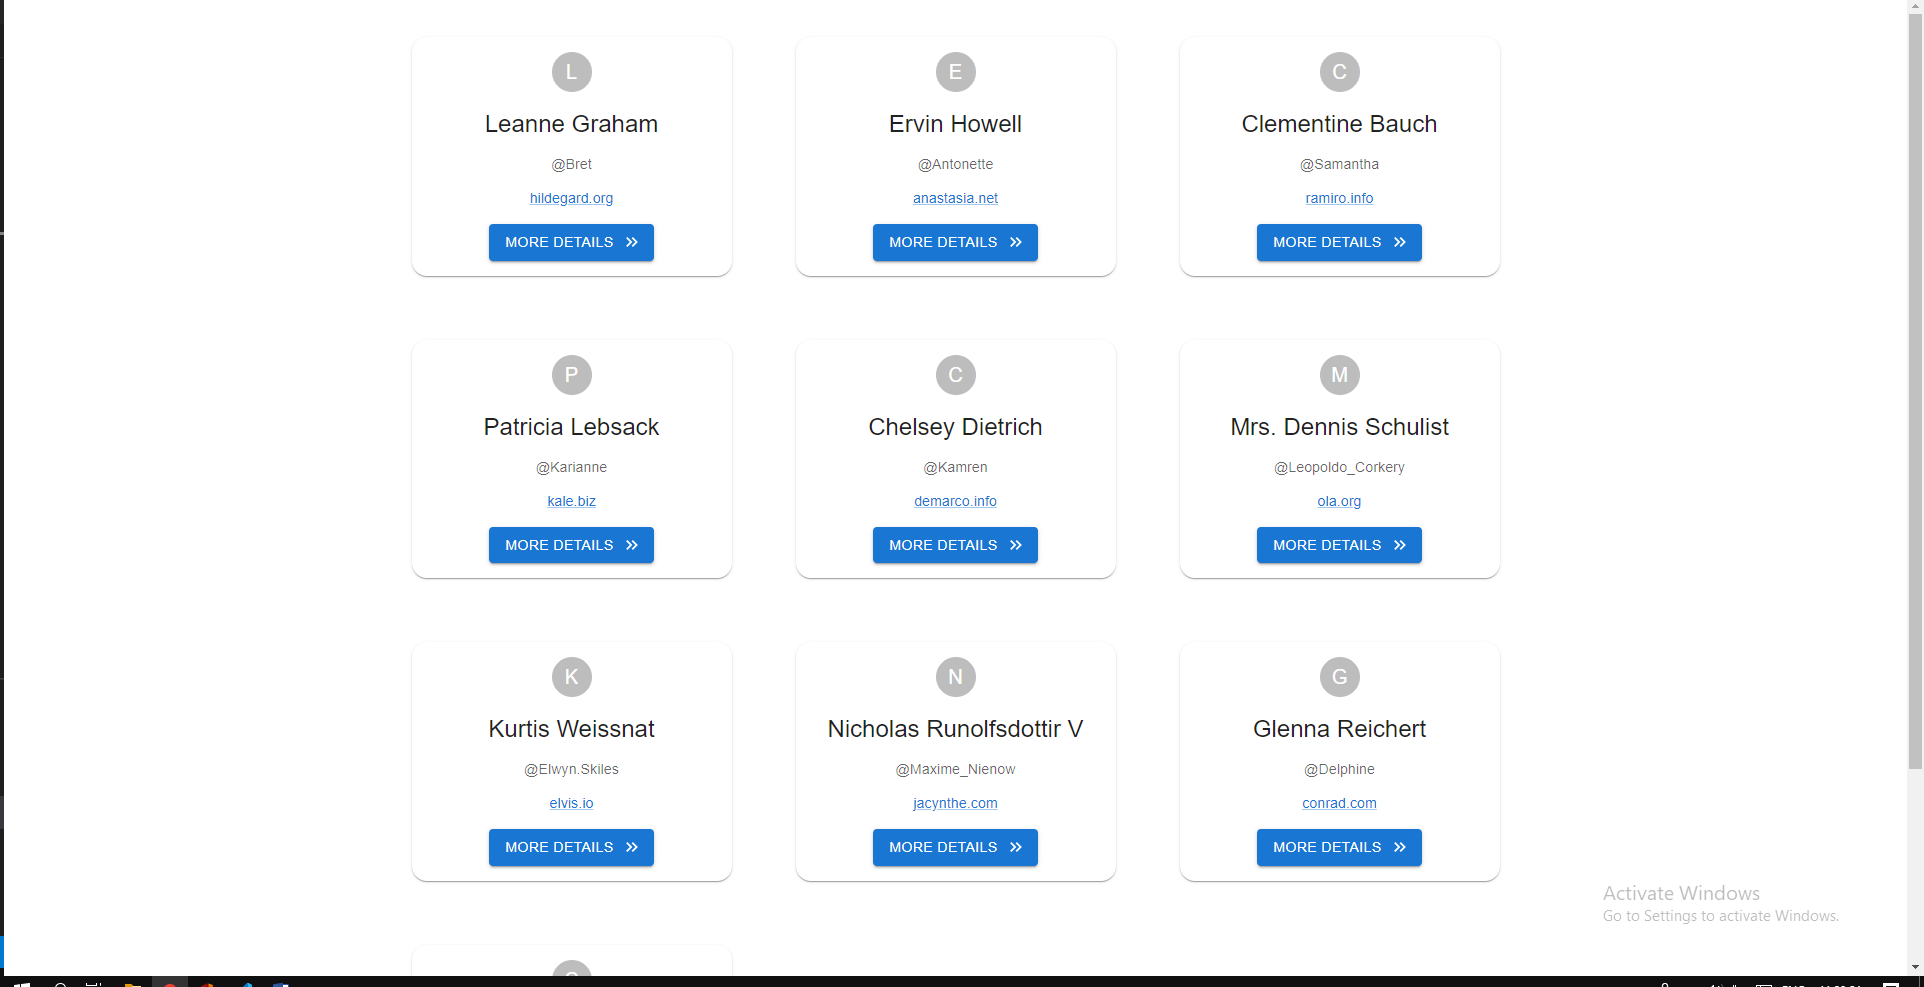 L E C
Leanne Graham Ervin Howell Clementine Bauch
@Bret @Antonette @Samantha
hildegard.org anastasia.net ramiro.info
MORE DETAILS MORE DETAILS MORE DETAILS
P C M
Patricia Lebsack Chelsey Dietrich Mrs. Dennis Schulist
@Karianne @Kamren @Leopoldo_Corkery
kale.biz demarco.info ola.org
MORE DETAILS MORE DETAILS MORE DETAILS
K N G
Kurtis Weissnat Nicholas Runolfsdottir V Glenna Reichert
@Elwyn.Skiles @Maxime_Nienow @Delphine
elvis.io jacynthe.com conrad.com
MORE DETAILS MORE DETAILS MORE DETAILS
Activate Windows
Go to Settings to activate Windows.